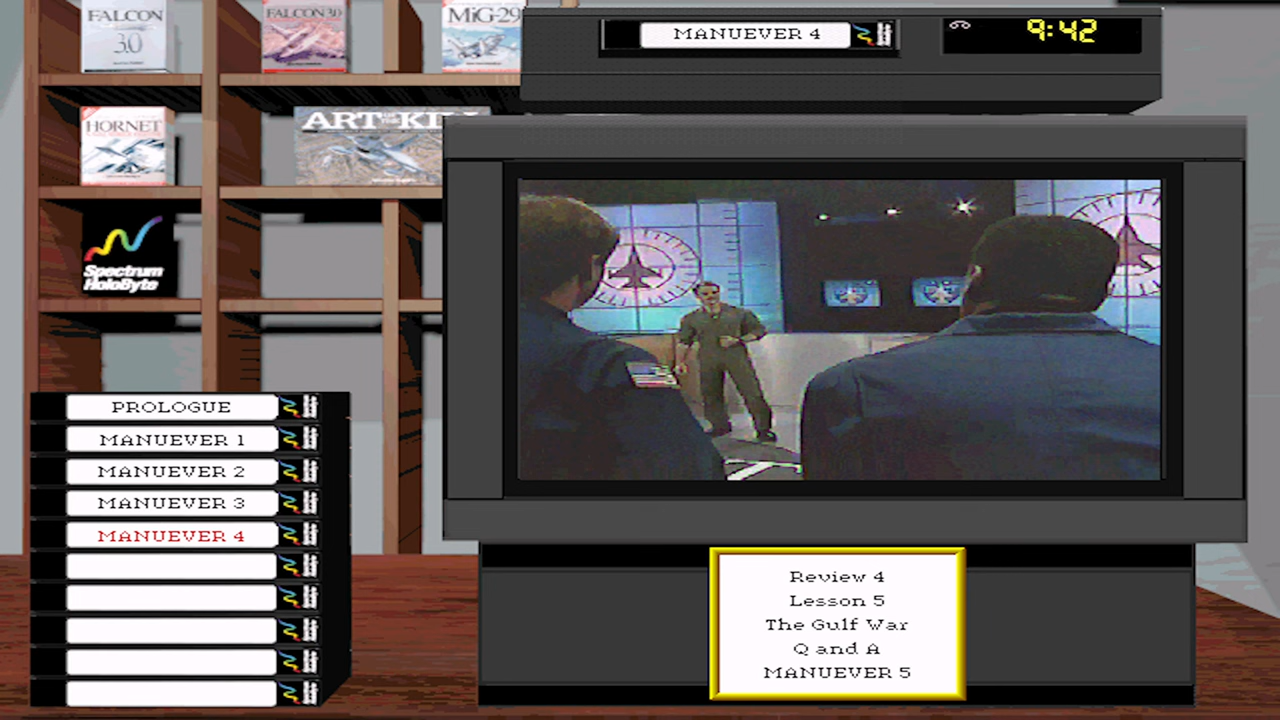 FALCON
3.0
FALCON 3.0
MiG-29
MANUEVER 4
9:42
HORNET
ART OF THE KILL
Spectrum
HoloByte
PROLOGUE
MANUEVER 1
MANUEVER 2
MANUEVER 3
MANUEVER 4
Review 4
Lesson 5
The Gulf War
Q and A
MANUEVER 5